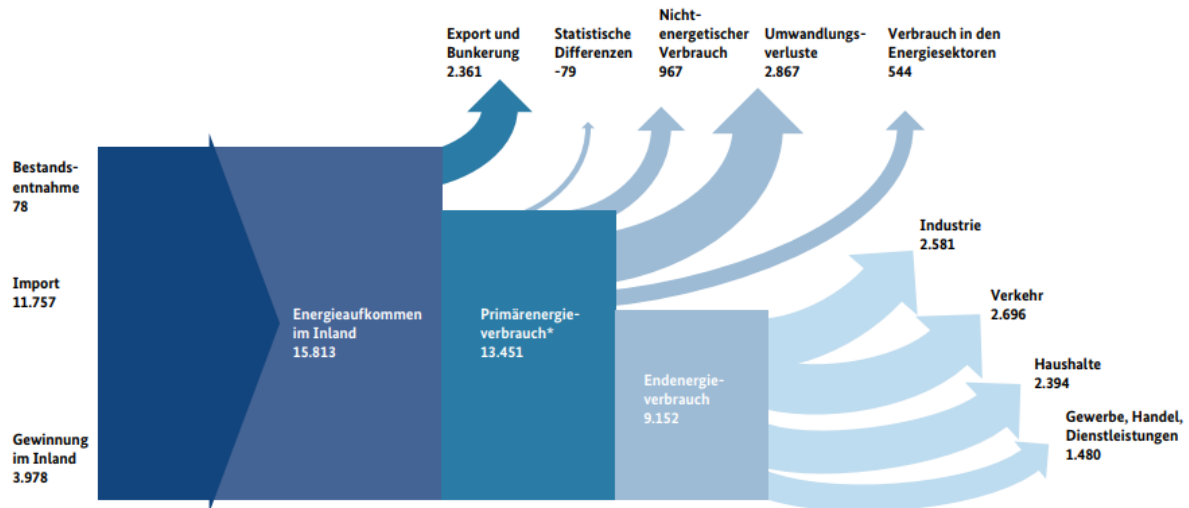 Export und
Bunkerung
2.361
Statistische
Differenzen
-79
Nicht-
energetischer
Verbrauch
967
Umwandlungs-
verluste
2.867
Verbrauch in den
Energiesektoren
544
Bestands-
entnahme
78
Import
11.757
Gewinnung
im Inland
3.978
Energieaufkommen
im Inland
15.813
Primärenergie-
verbrauch*
13.451
Endenergie-
verbrauch
9.152
Industrie
2.581
Verkehr
2.696
Haushalte
2.394
Gewerbe, Handel,
Dienstleistungen
1.480